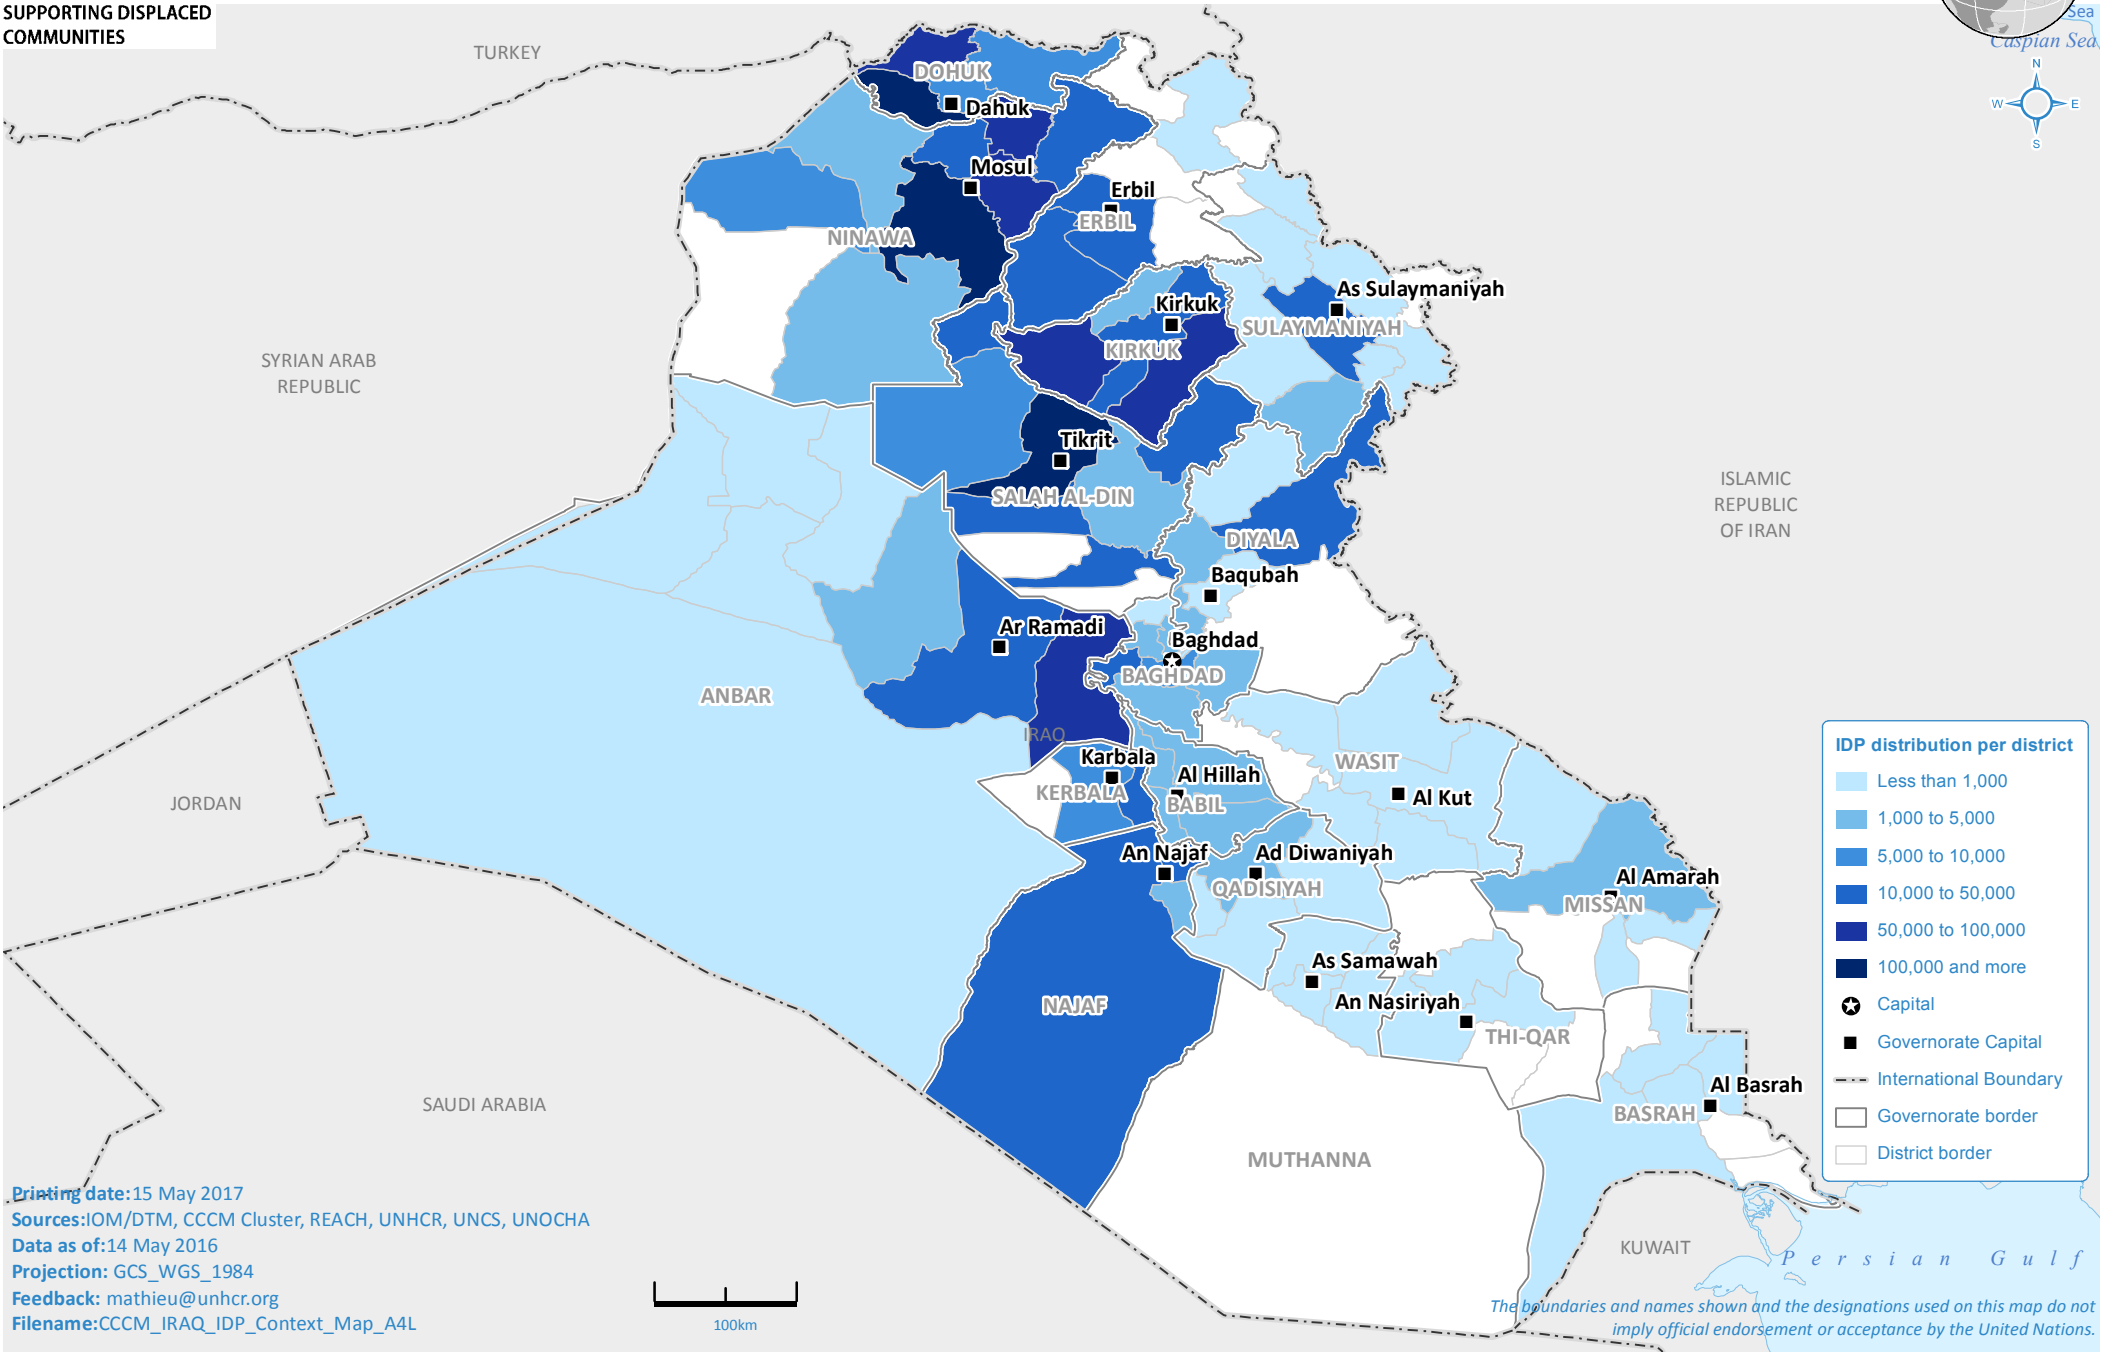 SUPPORTING DISPLACED
COMMUNITIES
Sea
Caspian Sea
N
W
E
S
TURKEY
DOHUK
Dahuk
Mosul
Erbil
ERBIL
NINAWA
As Sulaymaniyah
Kirkuk
SULAYMANIYAH
KIRKUK
SYRIAN ARAB
REPUBLIC
Tikrit
SALAH AL-DIN
ISLAMIC
REPUBLIC
OF IRAN
DIYALA
Baqubah
Ar Ramadi
Baghdad
BAGHDAD
ANBAR
IRAQ
Karbala
KERBALA
Al Hillah
BABIL
WASIT
Al Kut
JORDAN
An Najaf
Ad Diwaniyah
QADISIYAH
Al Amarah
MISSAN
As Samawah
An Nasiriyah
NAJAF
THI-QAR
Al Basrah
BASRAH
SAUDI ARABIA
MUTHANNA
KUWAIT
Persian Gulf
IDP distribution per district
Less than 1,000
1,000 to 5,000
5,000 to 10,000
10,000 to 50,000
50,000 to 100,000
100,000 and more
Capital
Governorate Capital
International Boundary
Governorate border
District border
Printing date:15 May 2017
Sources:IOM/DTM, CCCM Cluster, REACH, UNHCR, UNCS, UNOCHA
Data as of:14 May 2016
Projection: GCS_WGS_1984
Feedback: mathieu@unhcr.org
Filename:CCCM_IRAQ_IDP_Context_Map_A4L
100km
The boundaries and names shown and the designations used on this map do not
imply official endorsement or acceptance by the United Nations.